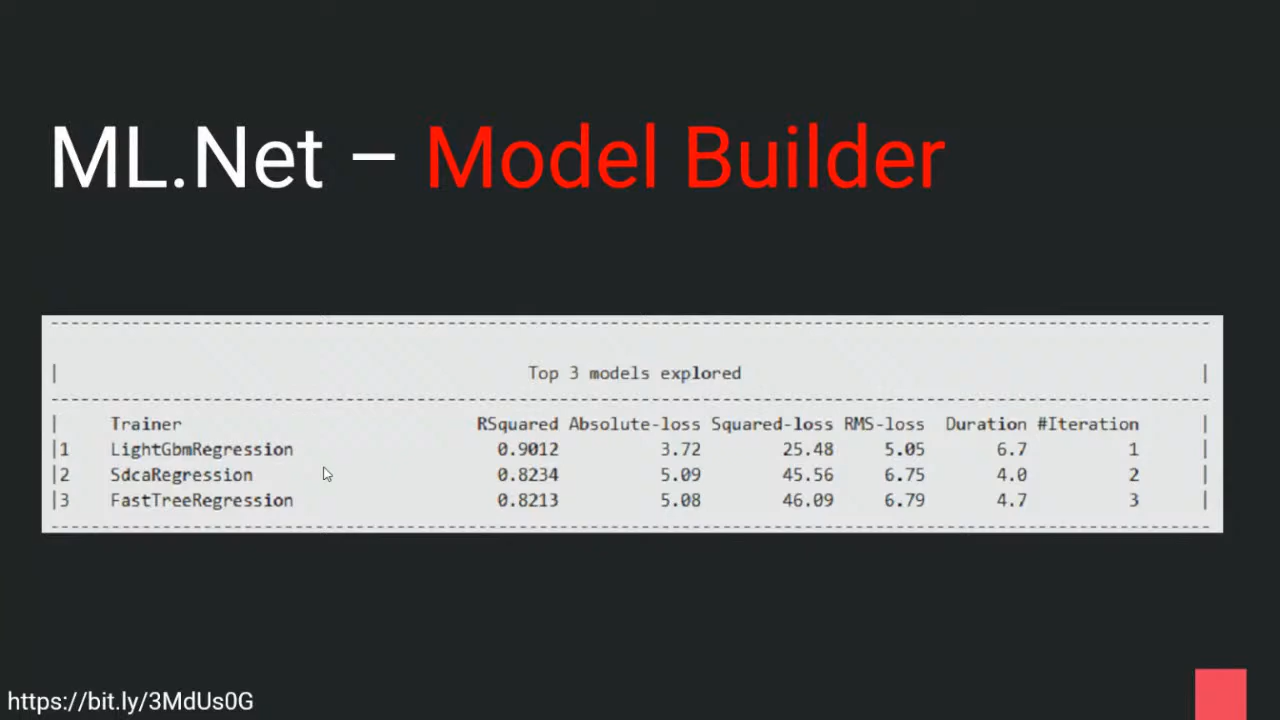 ML.Net – Model Builder
------------------------------------------------------------------------------------------------------------------
| Top 3 models explored |
------------------------------------------------------------------------------------------------------------------
| Trainer RSquared Absolute-loss Squared-loss RMS-loss Duration #Iteration |
|1 LightGbmRegression 0.9012 3.72 25.48 5.05 6.7 1 |
|2 SdcaRegression 0.8234 5.09 45.56 6.75 4.0 2 |
|3 FastTreeRegression 0.8213 5.08 46.09 6.79 4.7 3 |
------------------------------------------------------------------------------------------------------------------
https://bit.ly/3MdUs0G